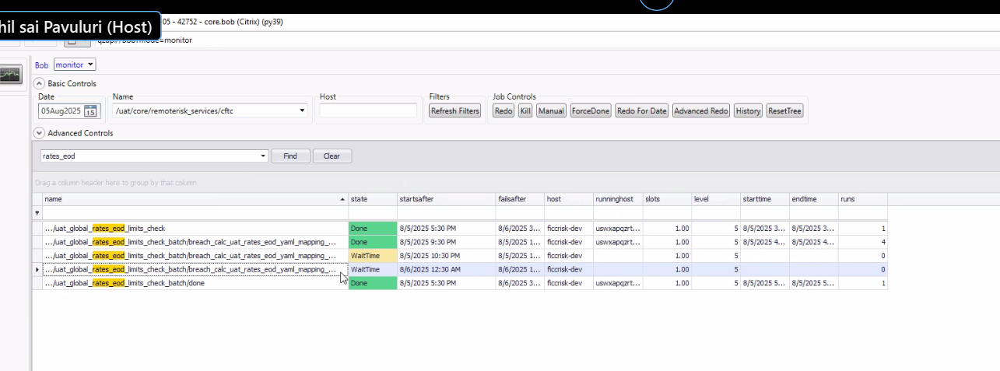 hil sai Pavuluri (Host)
05 - 42752 - core.bob (Citrix) (py39)
=monitor
Bob monitor
Basic Controls
Date Name Host Filters Job Controls
05Aug2025 15 /uat/core/remoterisk_services/cftc Refresh Filters Redo Kill Manual ForceDone Redo For Date Advanced Redo History ResetTree
Advanced Controls
rates_eod Find Clear
Drag a column header here to group by that column
name state startsafter failsafter host runninghost slots level starttime endtime runs
.../uat_global_rates_eod_limits_check Done 8/5/2025 5:30 PM 8/6/2025 3... ficcrisk-dev uswxapqzrt... 1.00 5 8/5/2025 3... 8/5/2025 3... 1
.../uat_global_rates_eod_limits_check_batch/breach_calc_uat_rates_eod_yaml_mapping_... Done 8/5/2025 9:30 PM 8/6/2025 1... ficcrisk-dev uswxapqzrt... 1.00 5 8/5/2025 4... 8/5/2025 4... 4
.../uat_global_rates_eod_limits_check_batch/breach_calc_uat_rates_eod_yaml_mapping_... WaitTime 8/5/2025 10:30 PM 8/6/2025 1... ficcrisk-dev 1.00 5 0
.../uat_global_rates_eod_limits_check_batch/breach_calc_uat_rates_eod_yaml_mapping_... WaitTime 8/6/2025 12:30 AM 8/6/2025 1... ficcrisk-dev 1.00 5 0
.../uat_global_rates_eod_limits_check_batch/done Done 8/5/2025 5:30 PM 8/6/2025 3... ficcrisk-dev uswxapqzrt... 1.00 5 8/5/2025 5... 8/5/2025 5... 1